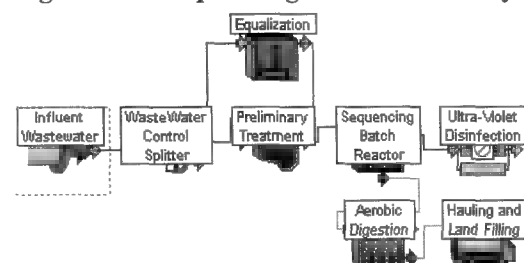 Equalization
Influent
Wastewater
WasteWater
Control
Splitter
Preliminary
Treatment
Sequencing
Batch
Reactor
Ultra-Violet
Disinfection
Aerobic
Digestion
Hauling and
Land Filling